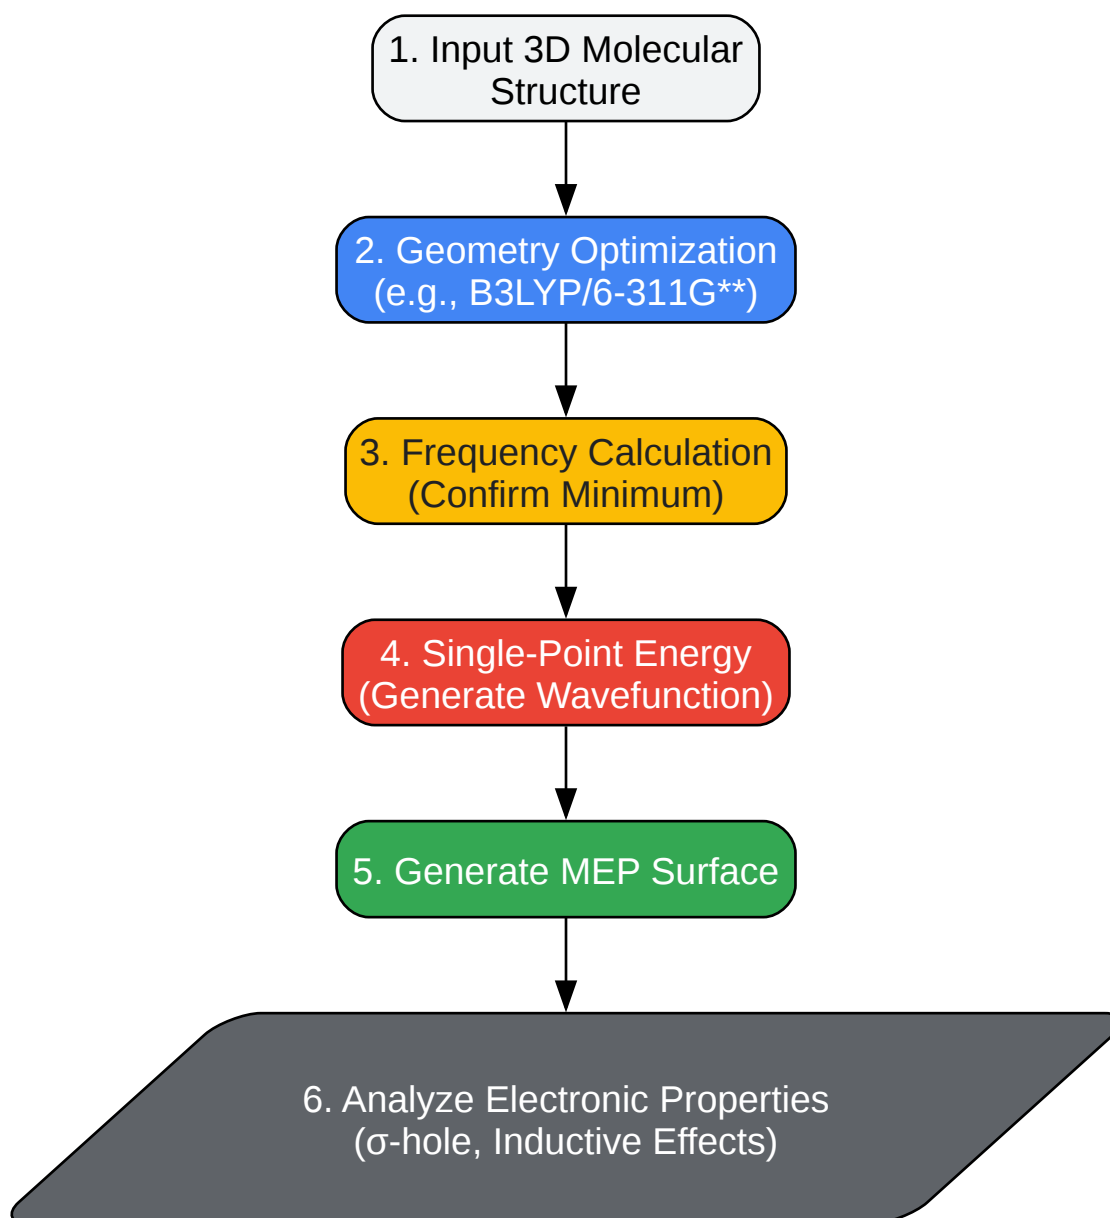 1. Input 3D Molecular
Structure
2. Geometry Optimization
(e.g., B3LYP/6-311G**)
3. Frequency Calculation
(Confirm Minimum)
4. Single-Point Energy
(Generate Wavefunction)
5. Generate MEP Surface
6. Analyze Electronic Properties
(σ-hole, Inductive Effects)